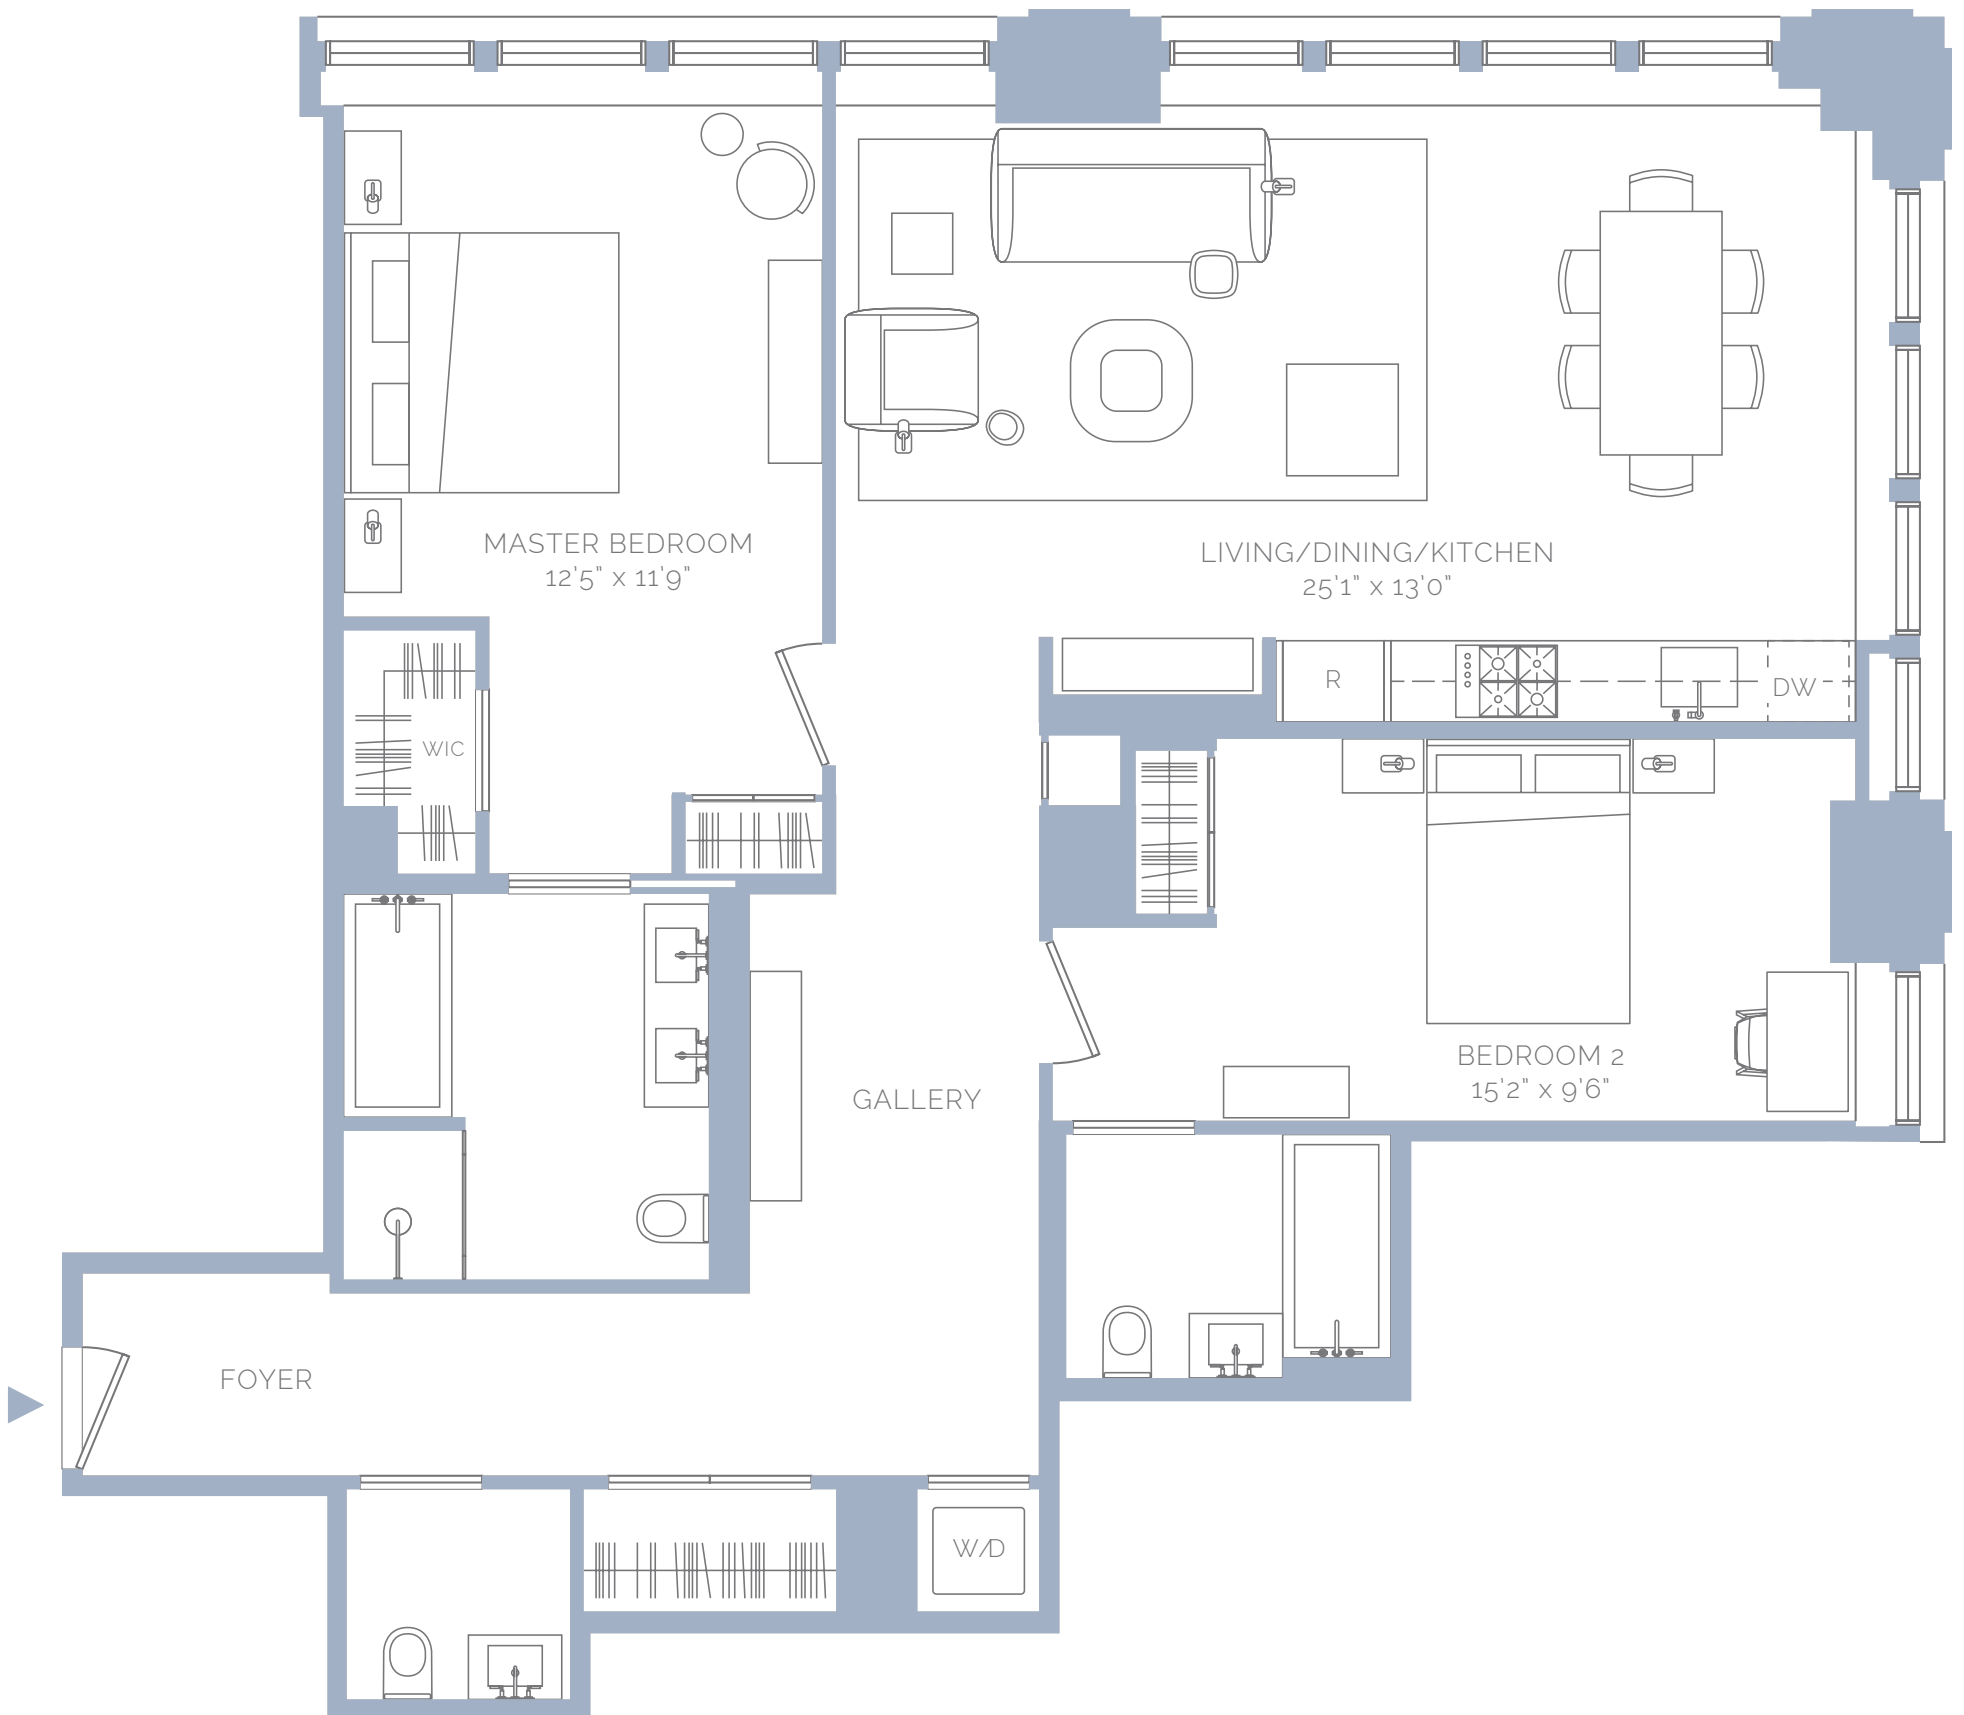 MASTER BEDROOM
12'5" x 11'9"
LIVING/DINING/KITCHEN
25'1" x 13'0"
R
DW
WIC
BEDROOM 2
15'2" x 9'6"
GALLERY
FOYER
W/D